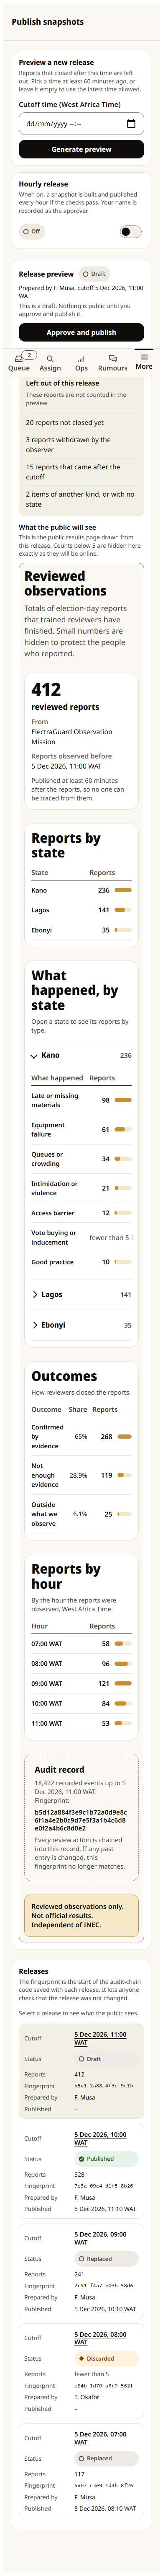 Publish snapshots
Preview a new release
Reports that closed after this time are left
out. Pick a time at least 60 minutes ago, or
leave it empty to use the latest time allowed.
Cutoff time (West Africa Time)
dd/mm/yyyy --:--
Generate preview
Hourly release
When on, a snapshot is built and published
every hour if the checks pass. Your name is
recorded as the approver.
Off
Release preview
Draft
Prepared by F. Musa, cutoff 5 Dec 2026, 11:00
WAT
This is a draft. Nothing is public until you
approve and publish it.
Approve and publish
2
Queue
Assign
Ops
Rumours
More
Left out of this release
These reports are not counted in the
preview.
20 reports not closed yet
3 reports withdrawn by the
observer
15 reports that came after the
cutoff
2 items of another kind, or with no
state
What the public will see
This is the public results page drawn from
this release. Counts below 5 are hidden here
exactly as they will be online.
Reviewed
observations
Totals of election-day reports
that trained reviewers have
finished. Small numbers are
hidden to protect the people
who reported.
412
reviewed reports
From
ElectraGuard Observation
Mission
Reports observed before
5 Dec 2026, 11:00 WAT
Published at least 60 minutes
after the reports, so no one can
be traced from them.
Reports by
state
State Reports
Kano 236
Lagos 141
Ebonyi 35
What
happened, by
state
Open a state to see its reports by
type.
Kano 236
What happened Reports
Late or missing
materials 98
Equipment
failure 61
Queues or
crowding 34
Intimidation or
violence 21
Access barrier 12
Vote buying or
inducement fewer than 5
Good practice 10
Lagos 141
Ebonyi 35
Outcomes
How reviewers closed the reports.
Outcome Share Reports
Confirmed
by
evidence 65% 268
Not
enough
evidence 28.9% 119
Outside
what we
observe 6.1% 25
Reports by
hour
By the hour the reports were
observed, West Africa Time.
Hour Reports
07:00 WAT 58
08:00 WAT 96
09:00 WAT 121
10:00 WAT 84
11:00 WAT 53
Audit record
18,422 recorded events up to 5
Dec 2026, 11:00 WAT.
Fingerprint:
b5d12a884f3e9c1b72a0d9e8c
6f1a4e2b0c9d7e5f3a1b4c6d8
e0f2a4b6c8d0e2
Every review action is chained
into this record. If any past
entry is changed, this
fingerprint no longer matches.
Reviewed observations only.
Not official results.
Independent of INEC.
Releases
The fingerprint is the start of the audit-chain
code saved with each release. It lets anyone
check that the release was not changed.
Select a release to see what the public sees.
Cutoff 5 Dec 2026, 11:00
WAT
Status Draft
Reports 412
Fingerprint b5d1 2a88 4f3e 9c1b
Prepared by F. Musa
Published –
Cutoff 5 Dec 2026, 10:00
WAT
Status Published
Reports 328
Fingerprint 7e3a 09c4 d1f5 8b26
Prepared by F. Musa
Published 5 Dec 2026, 11:10 WAT
Cutoff 5 Dec 2026, 09:00
WAT
Status Replaced
Reports 241
Fingerprint 2c91 f4a7 e03b 58d6
Prepared by F. Musa
Published 5 Dec 2026, 10:10 WAT
Cutoff 5 Dec 2026, 08:00
WAT
Status Discarded
Reports fewer than 5
Fingerprint e84b 1d70 a3c9 562f
Prepared by T. Okafor
Published –
Cutoff 5 Dec 2026, 07:00
WAT
Status Replaced
Reports 117
Fingerprint 5a07 c3e9 1d4b 8f26
Prepared by F. Musa
Published 5 Dec 2026, 08:10 WAT